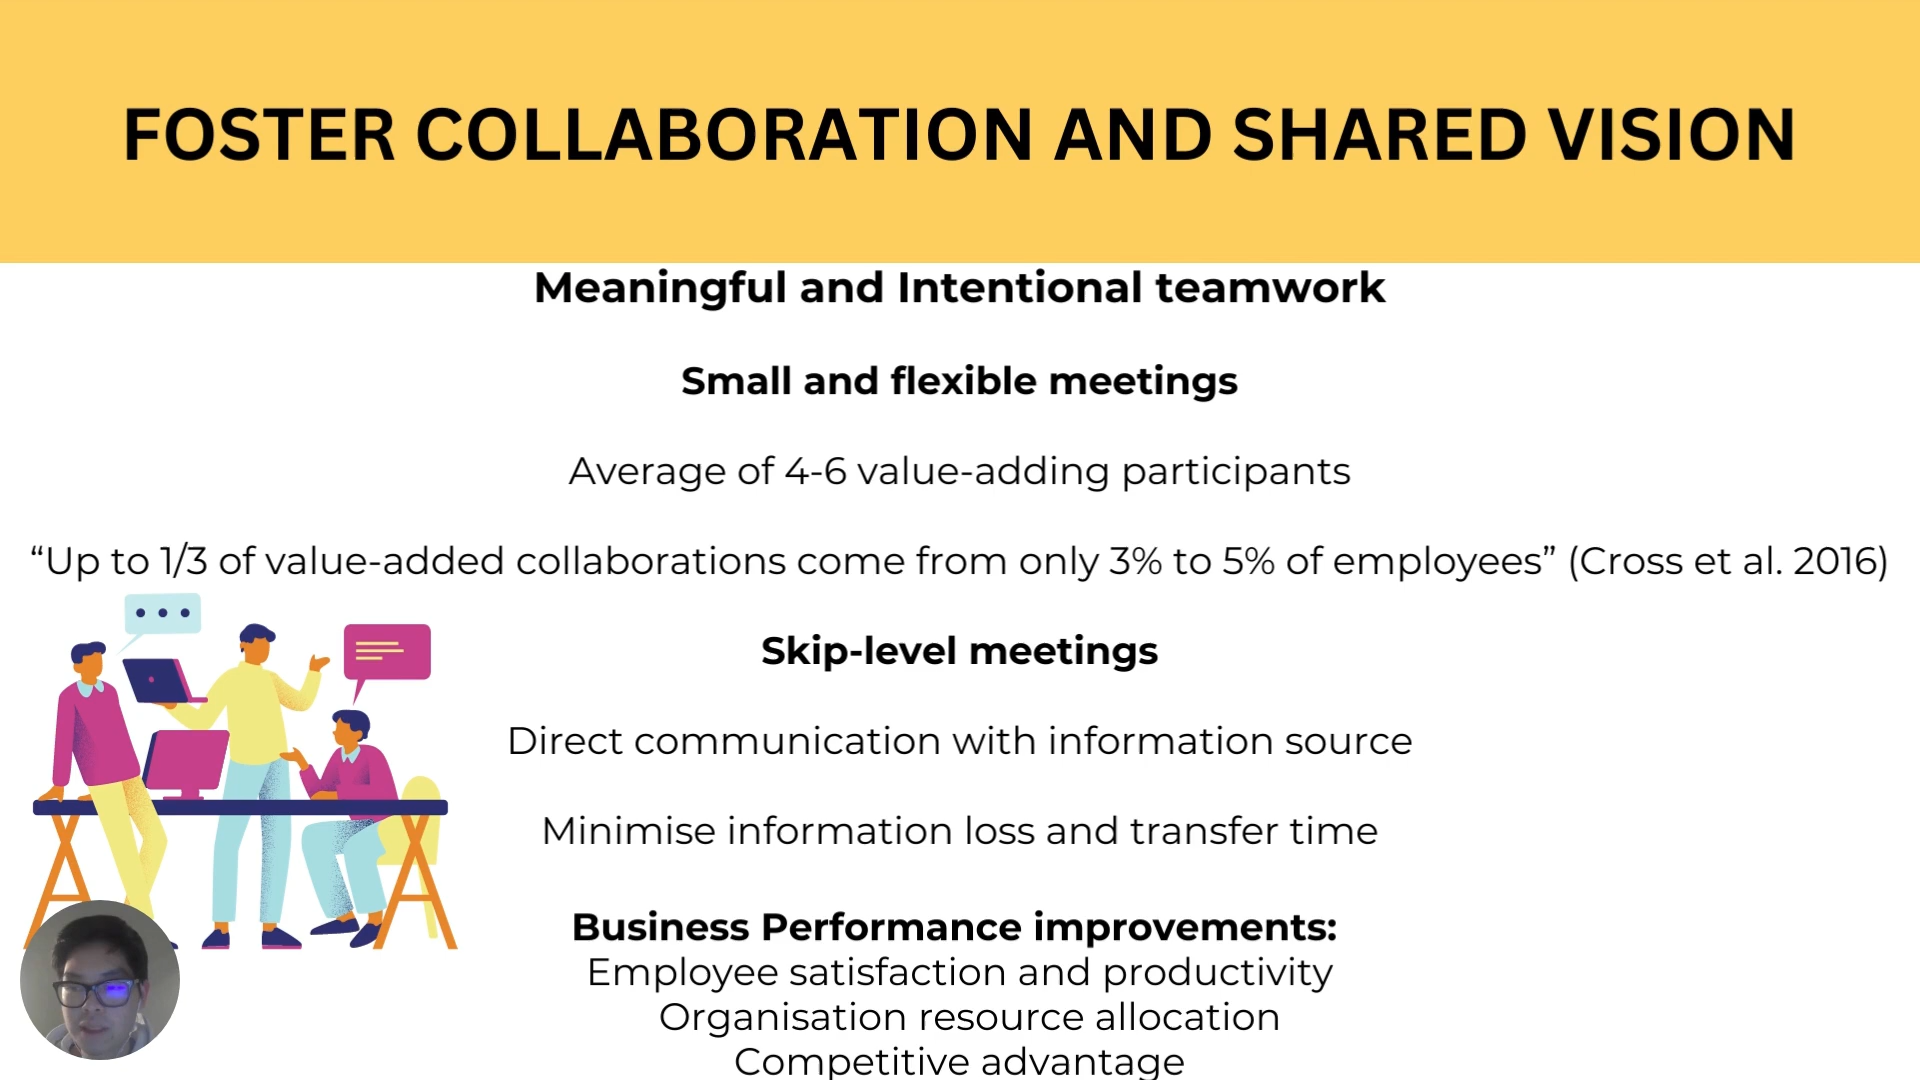 FOSTER COLLABORATION AND SHARED VISION
Meaningful and Intentional teamwork
Small and flexible meetings
Average of 4-6 value-adding participants
“Up to 1/3 of value-added collaborations come from only 3% to 5% of employees” (Cross et al. 2016)
Skip-level meetings
Direct communication with information source
Minimise information loss and transfer time
Business Performance improvements:
Employee satisfaction and productivity
Organisation resource allocation
Competitive advantage